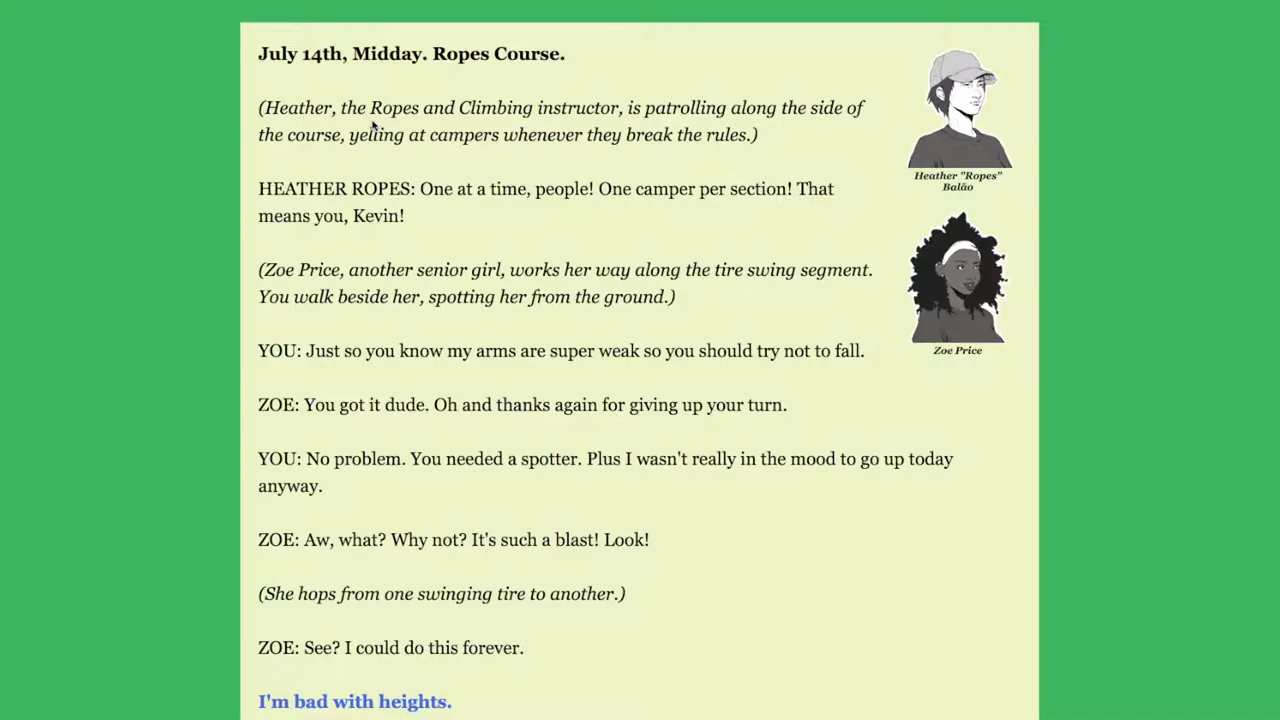 July 14th, Midday. Ropes Course.
(Heather, the Ropes and Climbing instructor, is patrolling along the side of
the course, yelling at campers whenever they break the rules.)
Heather "Ropes"
Balão
HEATHER ROPES: One at a time, people! One camper per section! That
means you, Kevin!
(Zoe Price, another senior girl, works her way along the tire swing segment.
You walk beside her, spotting her from the ground.)
Zoe Price
YOU: Just so you know my arms are super weak so you should try not to fall.
ZOE: You got it dude. Oh and thanks again for giving up your turn.
YOU: No problem. You needed a spotter. Plus I wasn't really in the mood to go up today
anyway.
ZOE: Aw, what? Why not? It's such a blast! Look!
(She hops from one swinging tire to another.)
ZOE: See? I could do this forever.
I'm bad with heights.